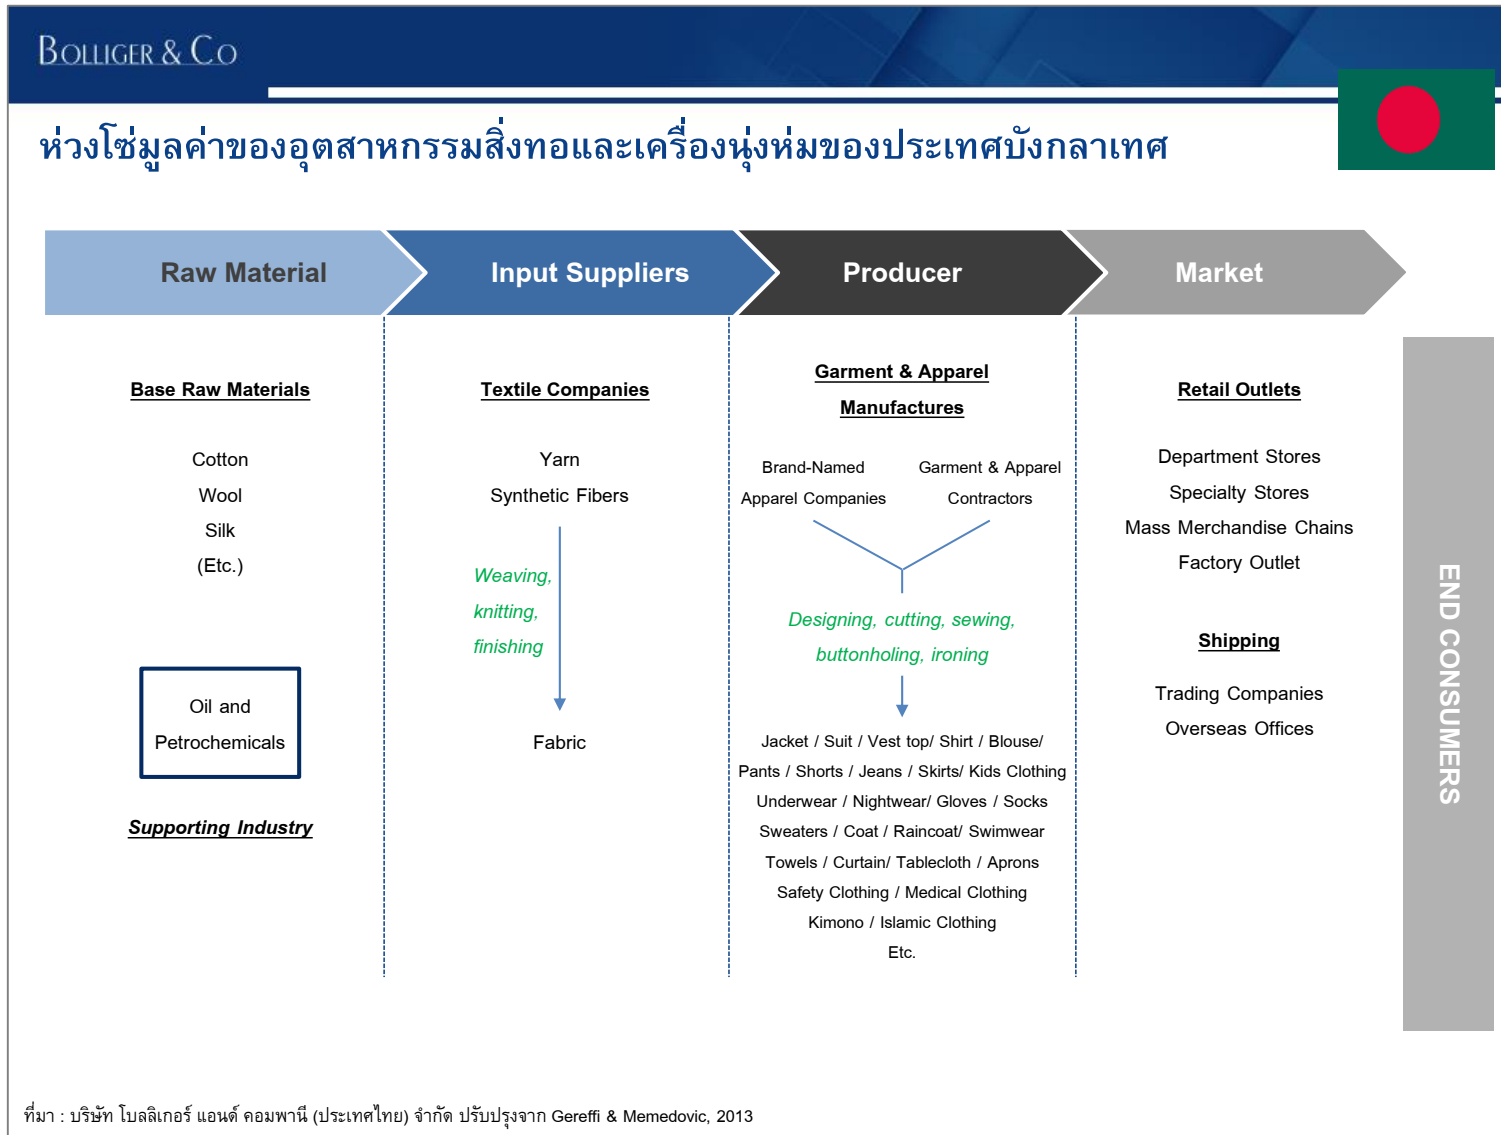 BOLLIGER & CO
ห่วงโซ่มูลค่าของอุตสาหกรรมสิ่งทอและเครื่องนุ่งห่มของประเทศบังกลาเทศ
Raw Material
Input Suppliers
Producer
Market
Base Raw Materials
Cotton
Wool
Silk
(Etc.)
Oil and
Petrochemicals
Supporting Industry
Textile Companies
Yarn
Synthetic Fibers
Weaving,
knitting,
finishing
Fabric
Garment & Apparel
Manufactures
Brand-Named
Apparel Companies
Garment & Apparel
Contractors
Designing, cutting, sewing,
buttonholing, ironing
Jacket / Suit / Vest top/ Shirt / Blouse/
Pants / Shorts / Jeans / Skirts/ Kids Clothing
Underwear / Nightwear/ Gloves / Socks
Sweaters / Coat / Raincoat/ Swimwear
Towels / Curtain/ Tablecloth / Aprons
Safety Clothing / Medical Clothing
Kimono / Islamic Clothing
Etc.
Retail Outlets
Department Stores
Specialty Stores
Mass Merchandise Chains
Factory Outlet
Shipping
Trading Companies
Overseas Offices
END CONSUMERS
ที่มา : บริษัท โบลลิเกอร์ แอนด์ คอมพานี (ประเทศไทย) จำกัด ปรับปรุงจาก Gereffi & Memedovic, 2013